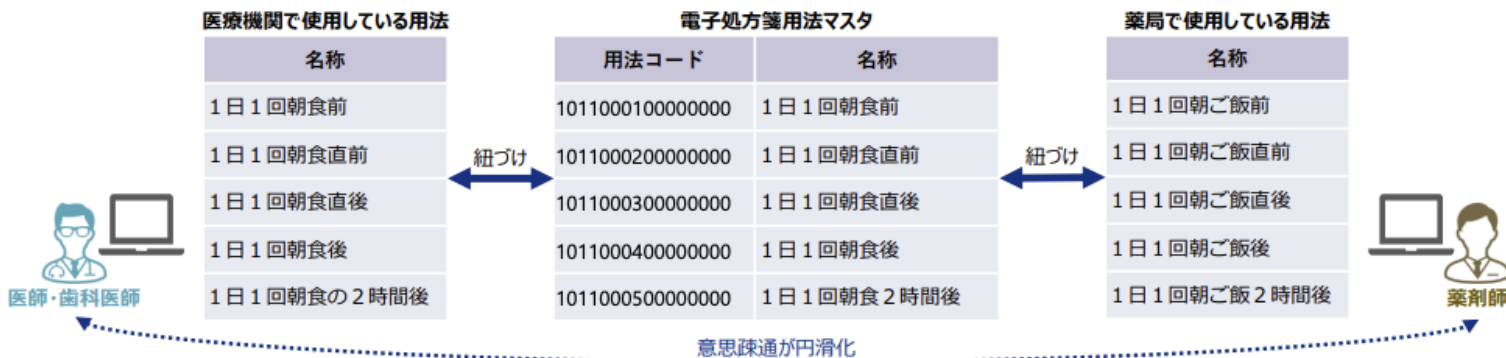 医療機関で使用している用法
名称
1日1回朝食前
1日1回朝食直前
1日1回朝食直後
1日1回朝食後
1日1回朝食の2時間後
医師・歯科医師
紐づけ
電子処方箋用法マスタ
用法コード 名称
1011000100000000 1日1回朝食前
1011000200000000 1日1回朝食直前
1011000300000000 1日1回朝食直後
1011000400000000 1日1回朝食後
1011000500000000 1日1回朝食2時間後
紐づけ
薬局で使用している用法
名称
1日1回朝ご飯前
1日1回朝ご飯直前
1日1回朝ご飯直後
1日1回朝ご飯後
1日1回朝ご飯2時間後
薬剤師
意思疎通が円滑化